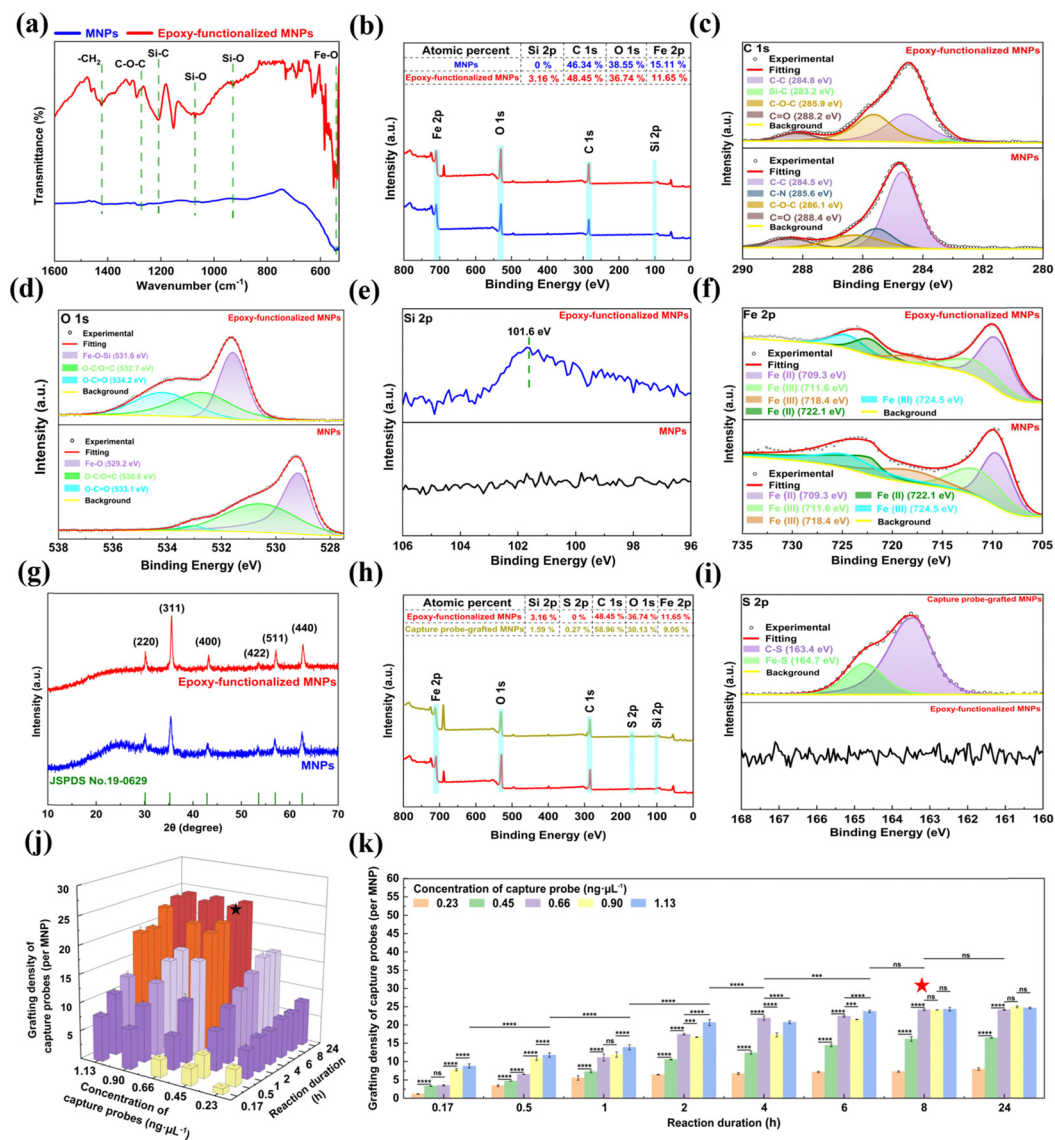 (a)
MNPs
Epoxy-functionalized MNPs
-CH2
C-O-C
Si-C
Si-O
Si-O
Fe-O
Transmittance (%)
1600 1400 1200 1000 800 600
Wavenumber (cm-1)
(b)
Atomic percent Si 2p C 1s O 1s Fe 2p
MNPs 0 % 46.34 % 38.55 % 15.11 %
Epoxy-functionalized MNPs 3.16 % 48.45 % 36.74 % 11.65 %
Fe 2p
O 1s
C 1s
Si 2p
Intensity (a.u.)
800 700 600 500 400 300 200 100 0
Binding Energy (eV)
(c)
C 1s
Epoxy-functionalized MNPs
Experimental
Fitting
C-C (284.8 eV)
Si-C (283.2 eV)
C-O-C (285.9 eV)
C=O (288.2 eV)
Background
MNPs
Experimental
Fitting
C-C (284.5 eV)
C-N (285.6 eV)
C-O-C (286.1 eV)
C=O (288.4 eV)
Background
Intensity (a.u.)
290 288 286 284 282 280
Binding Energy (eV)
(d)
O 1s
Epoxy-functionalized MNPs
Experimental
Fitting
Fe-O-Si (531.6 eV)
O-C/O=C (532.7 eV)
O-C=O (534.2 eV)
Background
MNPs
Experimental
Fitting
Fe-O (529.2 eV)
O-C/O=C (530.6 eV)
O-C=O (533.1 eV)
Background
Intensity (a.u.)
538 536 534 532 530 528
Binding Energy (eV)
(e)
Si 2p
Epoxy-functionalized MNPs
101.6 eV
MNPs
Intensity (a.u.)
106 104 102 100 98 96
Binding Energy (eV)
(f)
Fe 2p
Epoxy-functionalized MNPs
Experimental
Fitting
Fe (II) (709.3 eV)
Fe (III) (711.6 eV)
Fe (III) (718.4 eV)
Fe (II) (722.1 eV)
Fe (III) (724.5 eV)
Background
MNPs
Experimental
Fitting
Fe (II) (709.3 eV)
Fe (III) (711.6 eV)
Fe (III) (718.4 eV)
Fe (II) (722.1 eV)
Fe (III) (724.5 eV)
Background
Intensity (a.u.)
735 730 725 720 715 710 705
Binding Energy (eV)
(g)
(220)
(311)
(400)
(422)
(511)
(440)
Epoxy-functionalized MNPs
MNPs
JSPDS No.19-0629
Intensity (a.u.)
10 20 30 40 50 60 70
2θ (degree)
(h)
Atomic percent Si 2p S 2p C 1s O 1s Fe 2p
Epoxy-functionalized MNPs 3.16 % 0 % 48.45 % 36.74 % 11.65 %
Capture probe-grafted MNPs 1.59 % 0.27 % 58.96 % 30.13 % 9.05 %
Fe 2p
O 1s
C 1s
S 2p
Si 2p
Intensity (a.u.)
800 700 600 500 400 300 200 100 0
Binding Energy (eV)
(i)
S 2p
Capture probe-grafted MNPs
Experimental
Fitting
C-S (163.4 eV)
Fe-S (164.7 eV)
Background
Epoxy-functionalized MNPs
Intensity (a.u.)
168 167 166 165 164 163 162 161 160
Binding Energy (eV)
(j)
Grafting density of
capture probes (per MNP)
30
25
20
15
10
5
1.13 0.90 0.66 0.45 0.23
Concentration of
capture probes (ng·μL-1)
0.17 0.5 1 2 4 6 8 24
Reaction duration
(h)
(k)
Grafting density of capture probes (per MNP)
Concentration of capture probe (ng·μL-1)
0.23 0.45 0.66 0.90 1.13
60
55
50
45
40
35
30
25
20
15
10
5
0
**** ns **** ****
****
**** **** **** ****
****
**** **** ns ****
****
**** **** *** ****
****
**** **** **** ****
***
**** **** *** ****
ns
**** **** ns ns
ns
**** **** ns ns
0.17 0.5 1 2 4 6 8 24
Reaction duration (h)